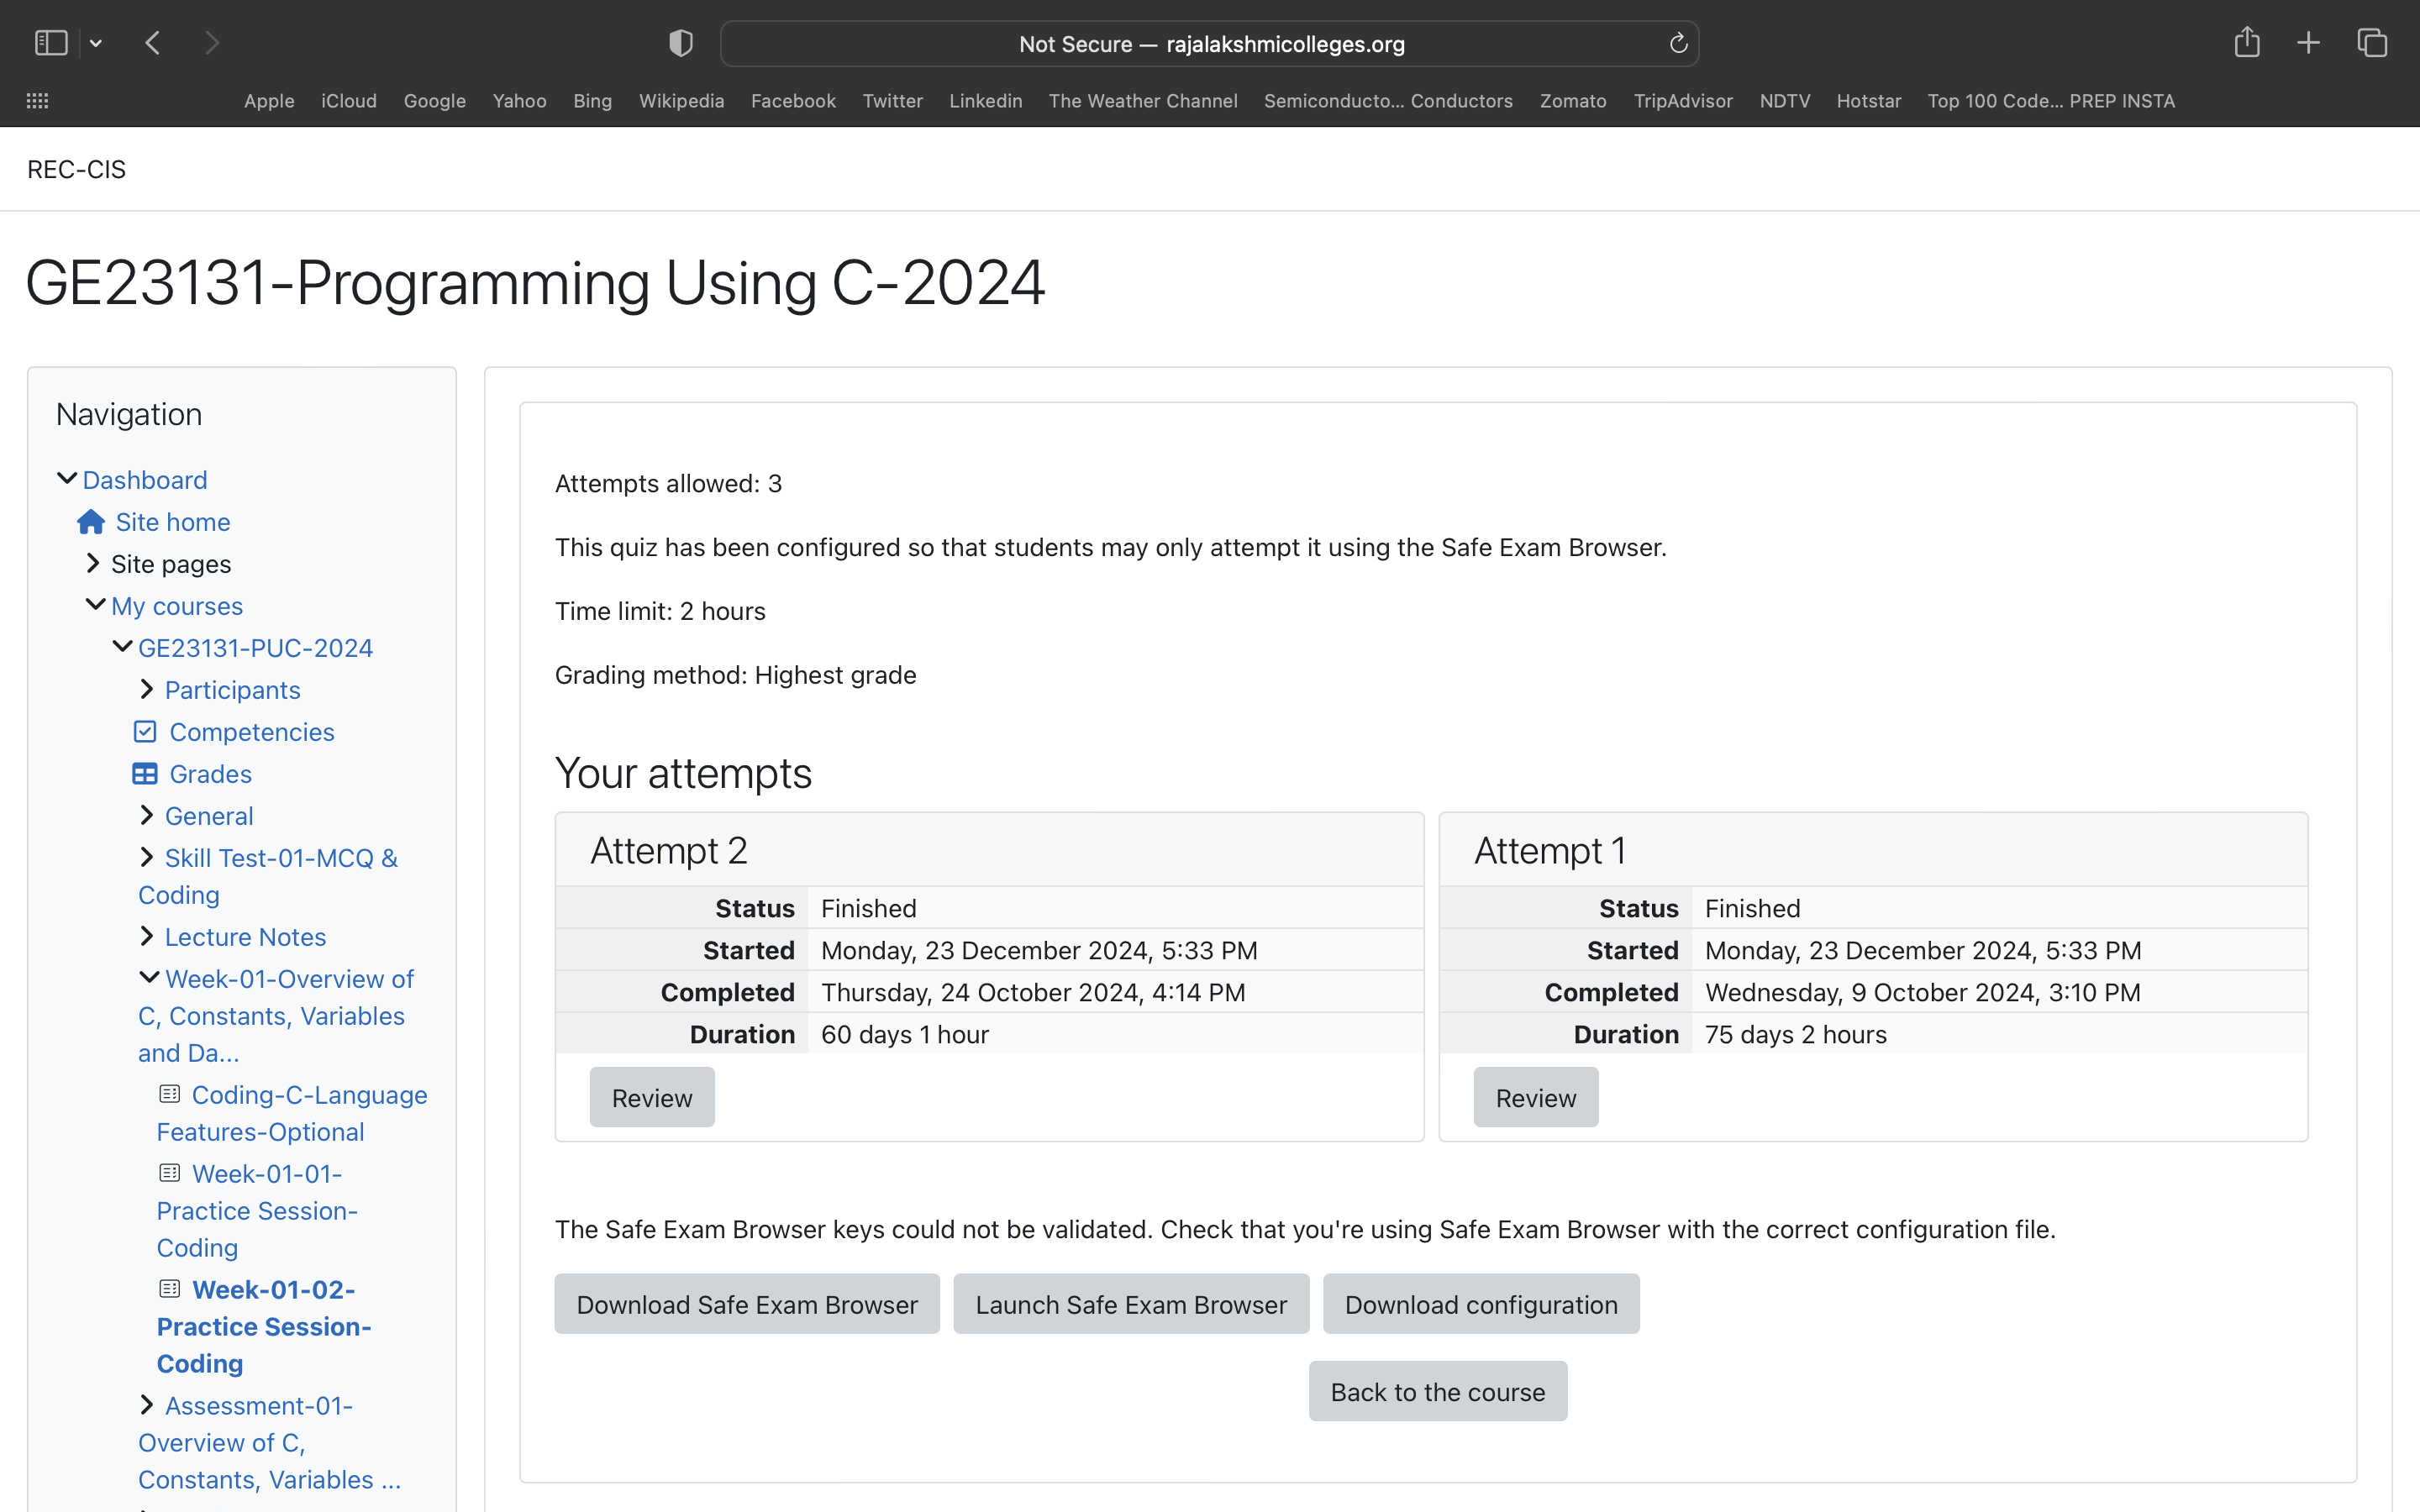 Not Secure — rajalakshmicolleges.org
Apple iCloud Google Yahoo Bing Wikipedia Facebook Twitter Linkedin The Weather Channel Semiconducto... Conductors Zomato TripAdvisor NDTV Hotstar Top 100 Code... PREP INSTA
REC-CIS
GE23131-Programming Using C-2024
Navigation
Dashboard
Site home
Site pages
My courses
GE23131-PUC-2024
Participants
Competencies
Grades
General
Skill Test-01-MCQ &
Coding
Lecture Notes
Week-01-Overview of
C, Constants, Variables
and Da...
Coding-C-Language
Features-Optional
Week-01-01-
Practice Session-
Coding
Week-01-02-
Practice Session-
Coding
Assessment-01-
Overview of C,
Constants, Variables ...
Attempts allowed: 3
This quiz has been configured so that students may only attempt it using the Safe Exam Browser.
Time limit: 2 hours
Grading method: Highest grade
Your attempts
Attempt 2
Status Finished
Started Monday, 23 December 2024, 5:33 PM
Completed Thursday, 24 October 2024, 4:14 PM
Duration 60 days 1 hour
Review
Attempt 1
Status Finished
Started Monday, 23 December 2024, 5:33 PM
Completed Wednesday, 9 October 2024, 3:10 PM
Duration 75 days 2 hours
Review
The Safe Exam Browser keys could not be validated. Check that you're using Safe Exam Browser with the correct configuration file.
Download Safe Exam Browser Launch Safe Exam Browser Download configuration
Back to the course